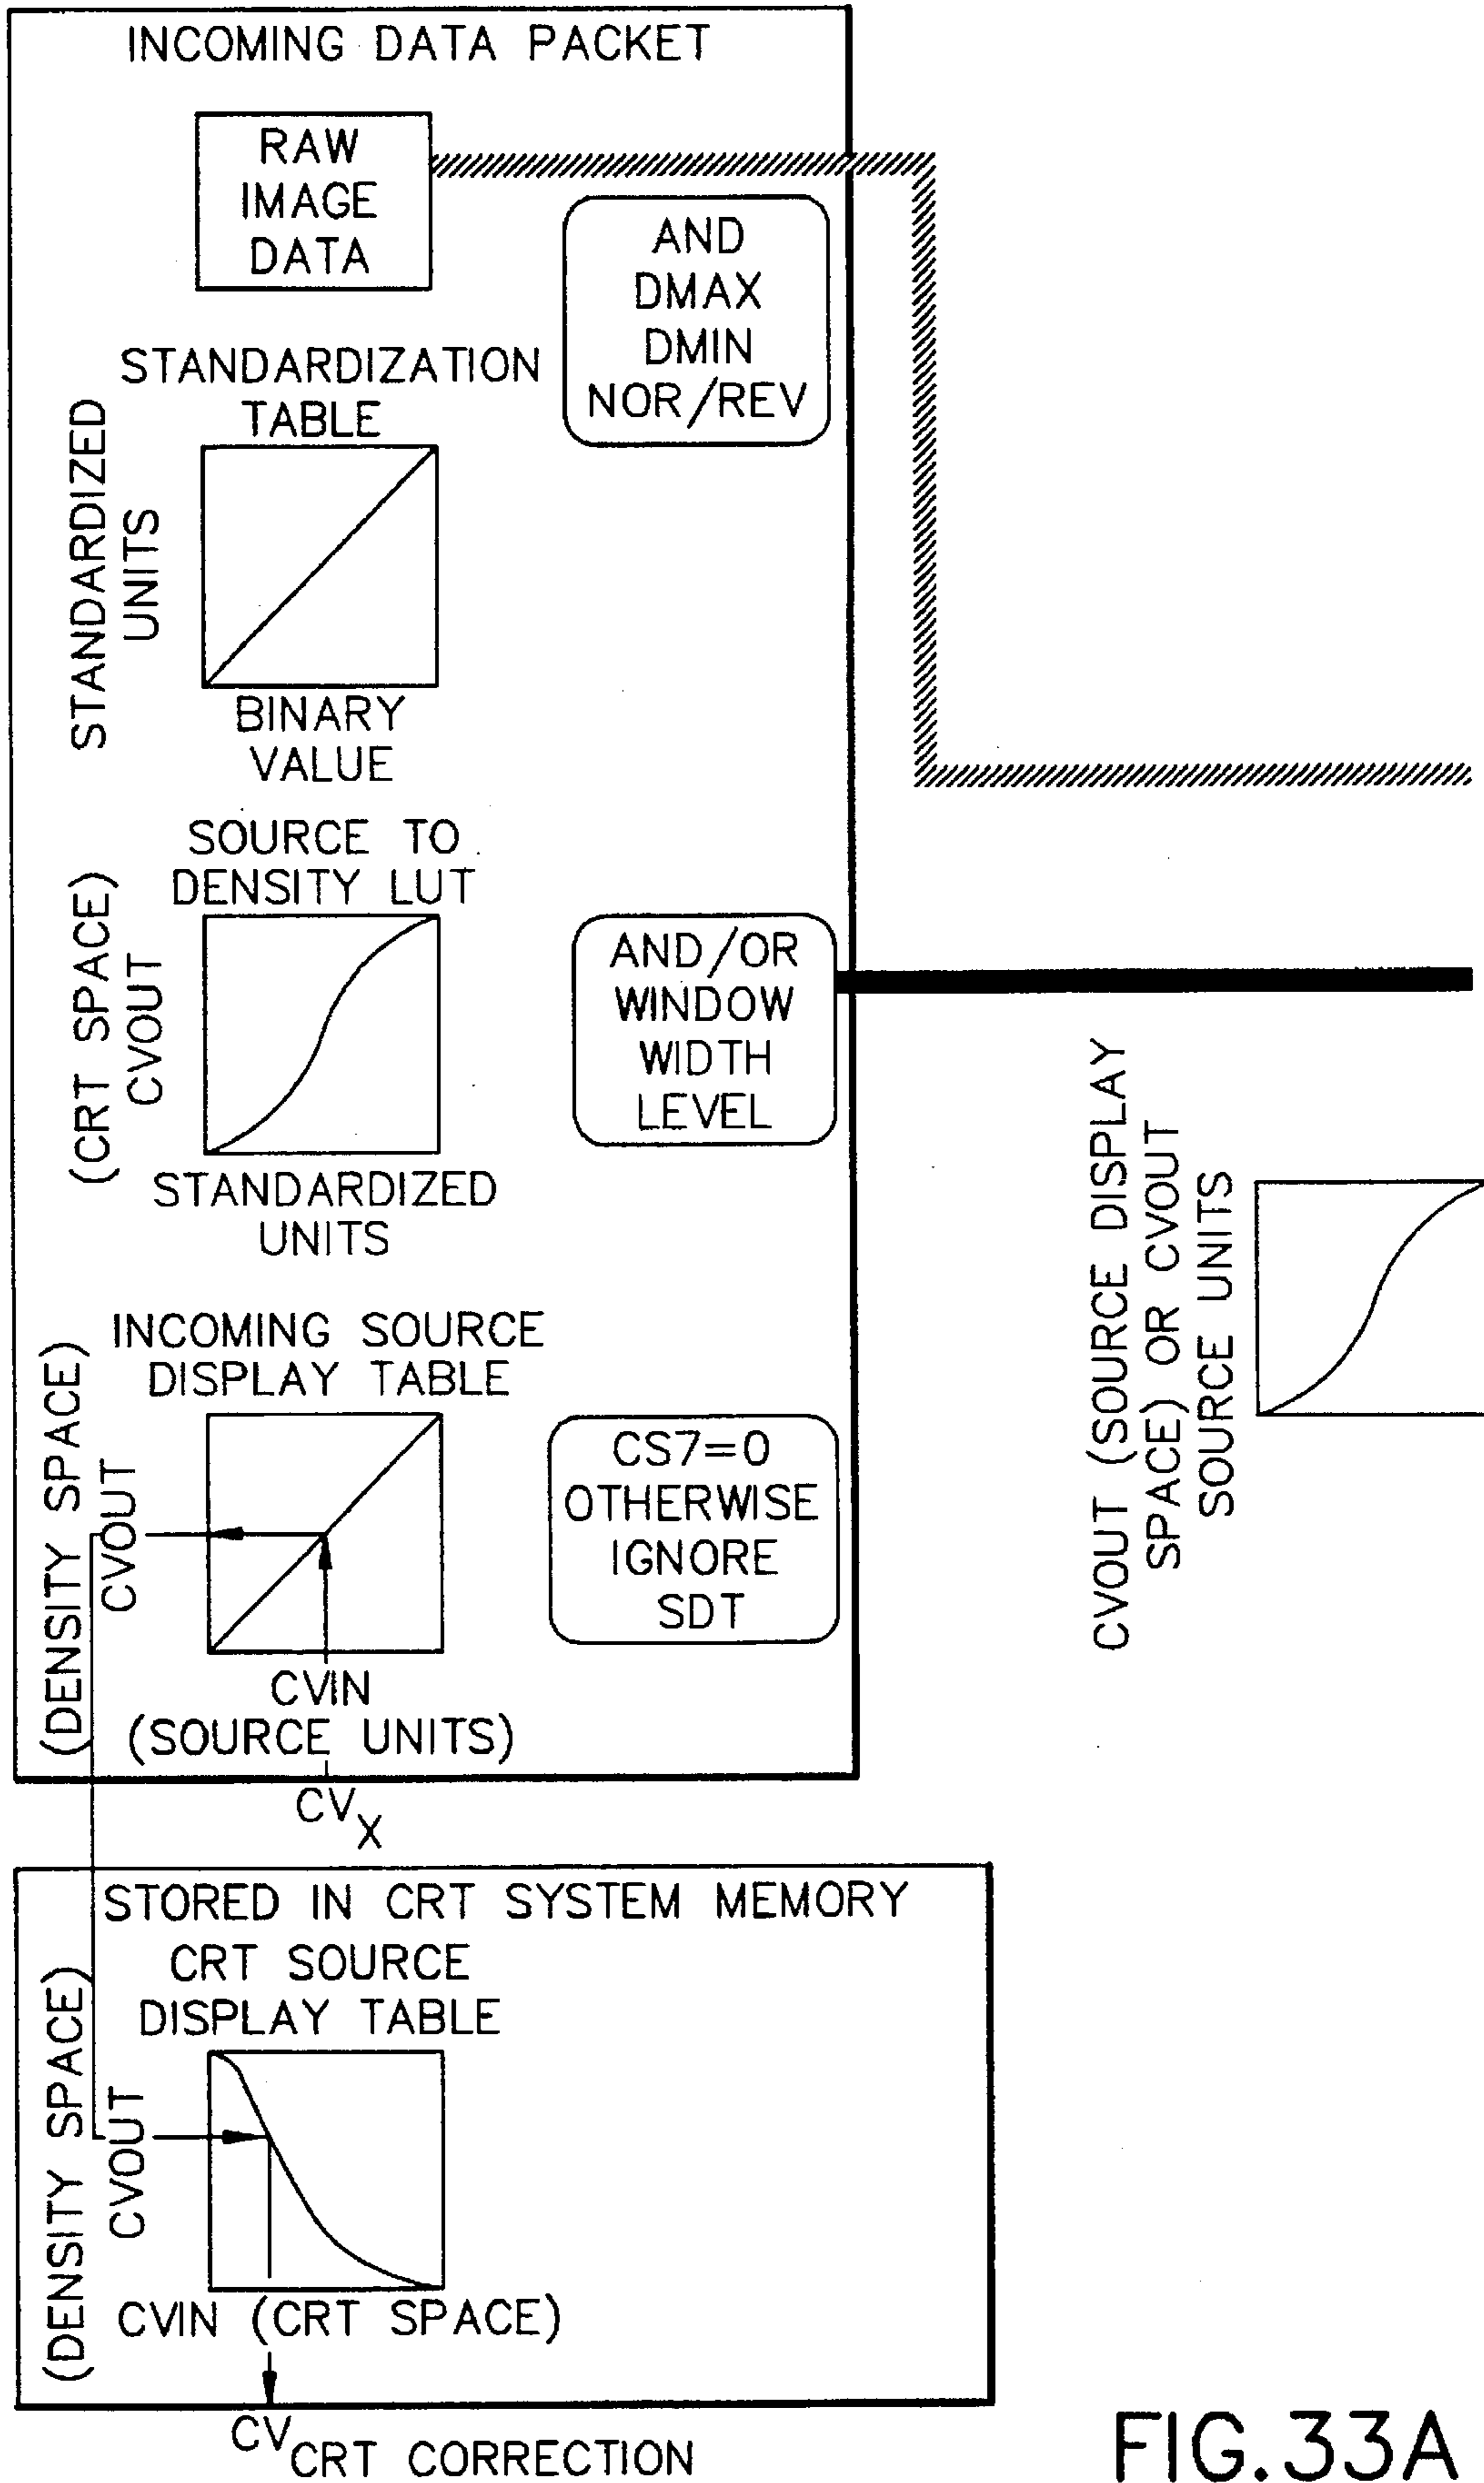 INCOMING DATA PACKET
RAW
IMAGE
DATA
AND
DMAX
DMIN
NOR/REV
STANDARDIZATION
TABLE
STANDARDIZED
UNITS
BINARY
VALUE
SOURCE TO
DENSITY LUT
(CRT SPACE)
CVOUT
STANDARDIZED
UNITS
AND/OR
WINDOW
WIDTH
LEVEL
CVOUT (SOURCE DISPLAY
SPACE) OR CVOUT
SOURCE UNITS
INCOMING SOURCE
DISPLAY TABLE
(DENSITY SPACE)
CVOUT
CVIN
(SOURCE UNITS)
CS7=0
OTHERWISE
IGNORE
SDT
CVX
STORED IN CRT SYSTEM MEMORY
CRT SOURCE
DISPLAY TABLE
(DENSITY SPACE)
CVOUT
CVIN (CRT SPACE)
CVCRT CORRECTION
FIG.33A